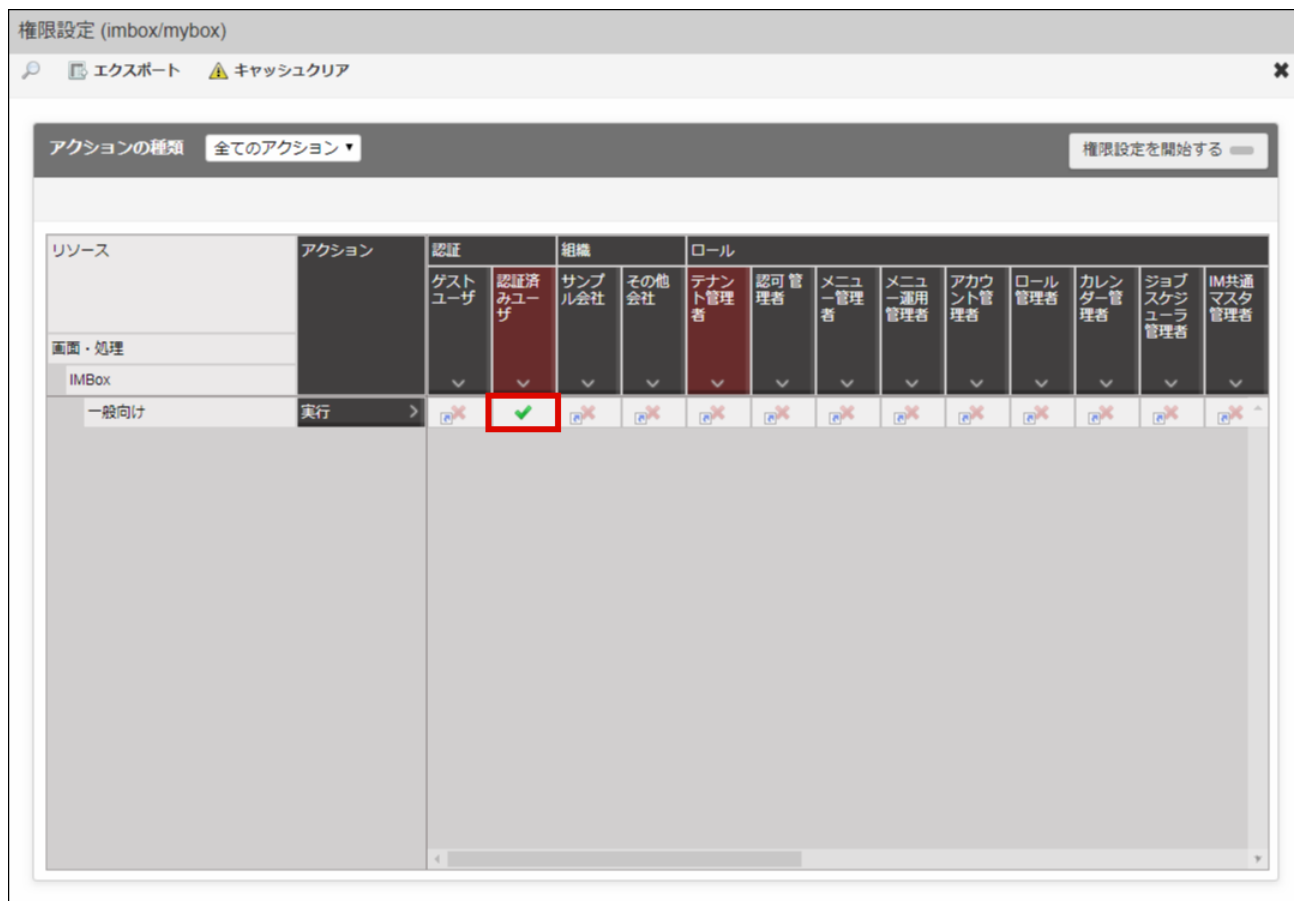 権限設定 (imbox/mybox)
エクスポート キャッシュクリア
アクションの種類 全てのアクション 権限設定を開始する
リソース アクション 認証 組織 ロール
ゲストユーザ 認証済みユーザ サンプル会社 その他会社 テナント管理者 認可 管理者 メニュー管理者 メニュー運用管理者 アカウント管理者 ロール管理者 カレンダー管理者 ジョブスケジューラ管理者 IM共通マスタ管理者
画面・処理
IMBox
一般向け 実行